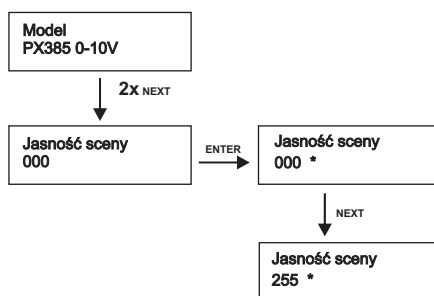 Model
PX385 0-10V
2x NEXT
Jasność sceny
000
ENTER
Jasność sceny
000 *
NEXT
Jasność sceny
255 *